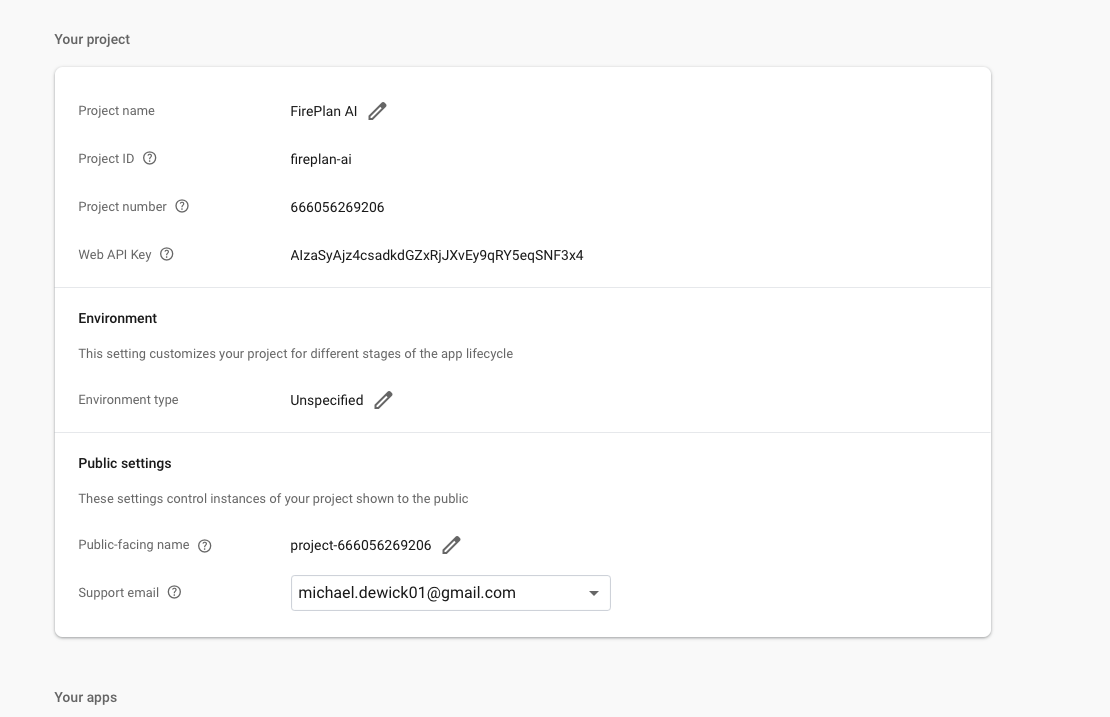 Your project
Project name FirePlan AI
Project ID fireplan-ai
Project number 666056269206
Web API Key AIzaSyAjz4csadkdGZxRjJXvEy9qRY5eqSNF3x4
Environment
This setting customizes your project for different stages of the app lifecycle
Environment type Unspecified
Public settings
These settings control instances of your project shown to the public
Public-facing name project-666056269206
Support email michael.dewick01@gmail.com
Your apps